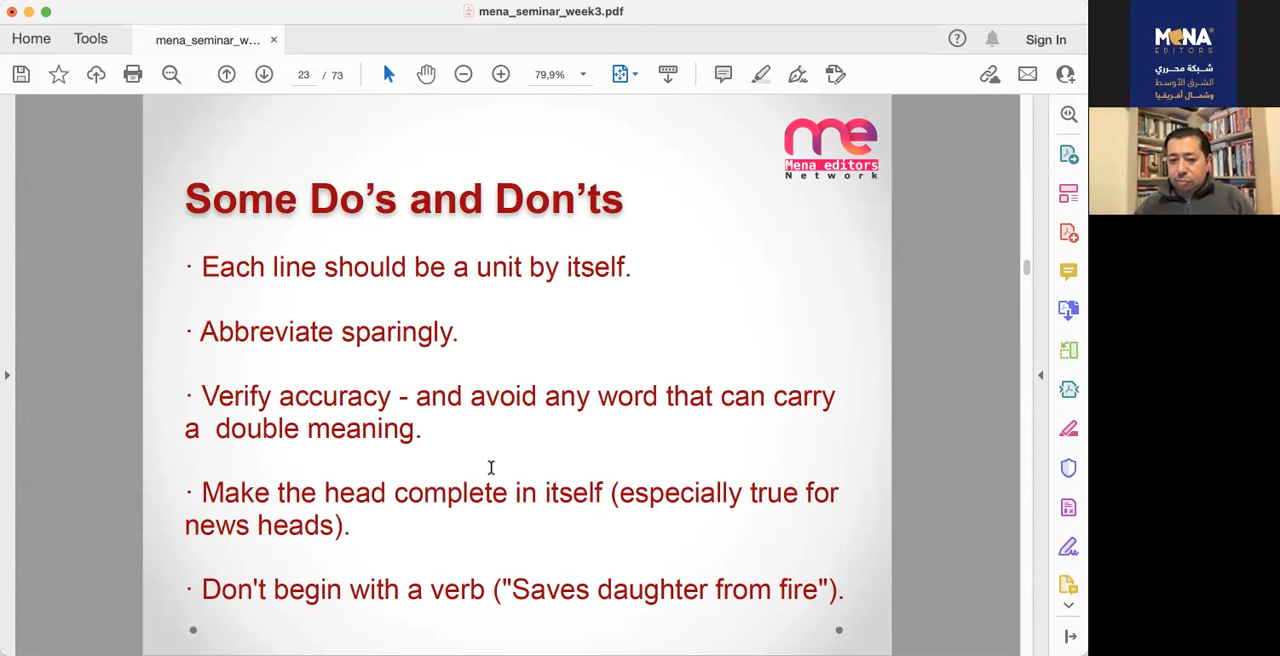 mena_seminar_week3.pdf
Home Tools mena_seminar_w... × Sign In
23 / 73 79,9%
me
Mena editors
Network
Some Do's and Don'ts
· Each line should be a unit by itself.
· Abbreviate sparingly.
· Verify accuracy - and avoid any word that can carry
a double meaning.
· Make the head complete in itself (especially true for
news heads).
· Don't begin with a verb ("Saves daughter from fire").
MENA
EDITORS
شبكة محرري
الشرق الأوسط
وشمال أفريقيا